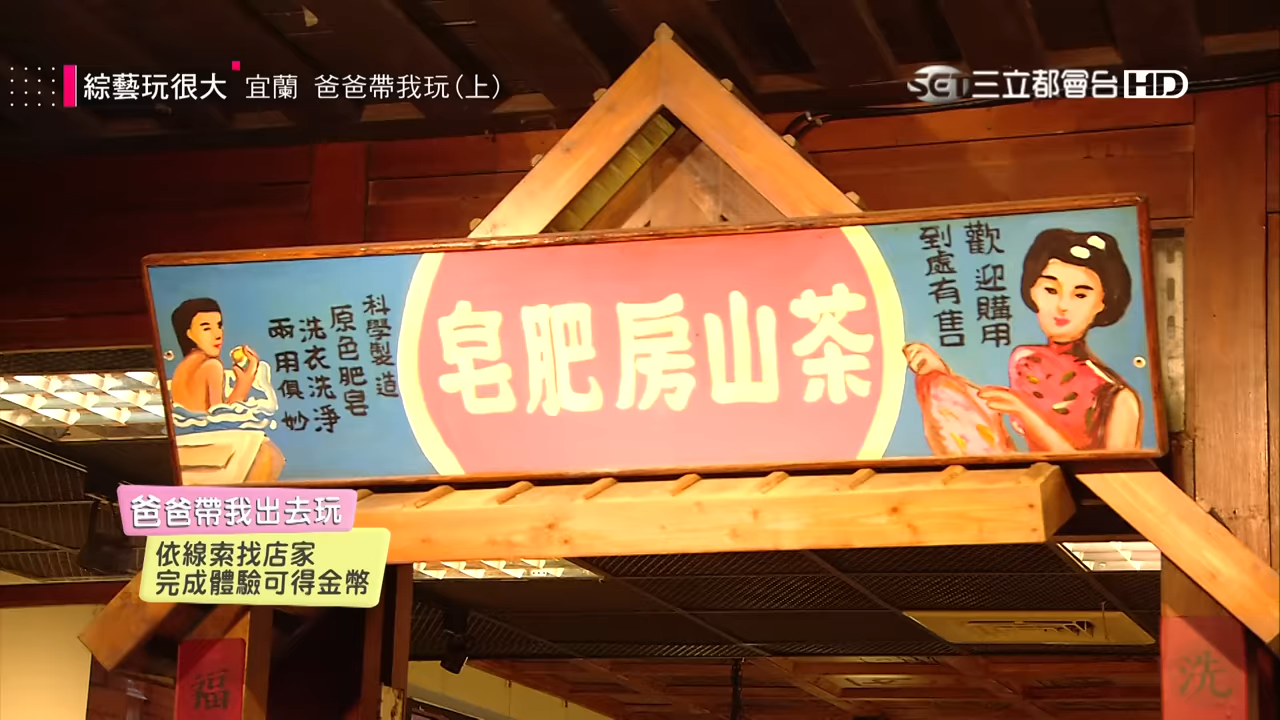 綜藝玩很大 宜蘭 爸爸帶我玩(上)
SET三立都會台HD
茶山房肥皂
歡迎購用
到處有售
科學製造
原色肥皂
洗衣洗淨
兩用俱妙
爸爸帶我出去玩
依線索找店家
完成體驗可得金幣
福
洗